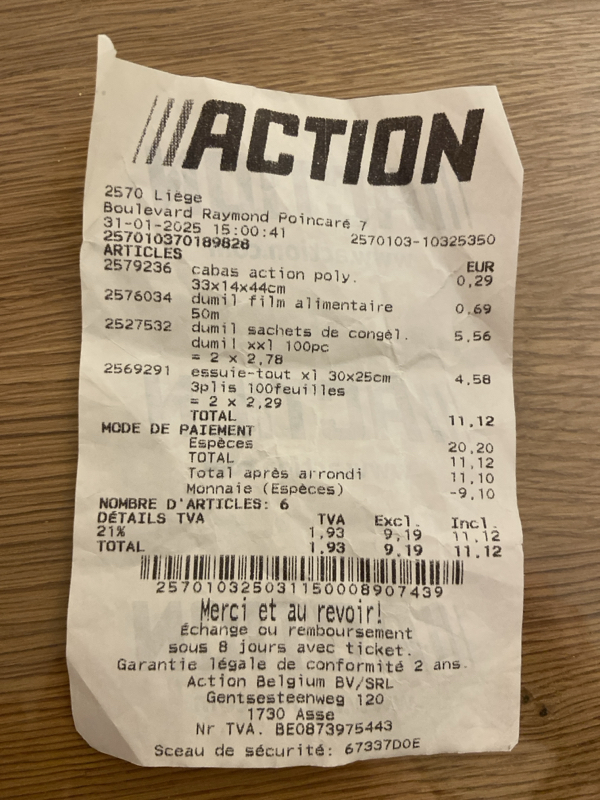 ACTION
2570 Liège
Boulevard Raymond Poincaré 7
31-01-2025 15:00:41 2570103-10325350
257010370189828
ARTICLES EUR
2579236 cabas action poly. 0,29
33x14x44cm
2576034 dumil film alimentaire 0,69
50m
2527532 dumil sachets de congèl. 5,56
dumil xxl 100pc
= 2 x 2,78
2569291 essuie-tout xl 30x25cm 4,58
3plis 100feuilles
= 2 x 2,29
TOTAL 11,12
MODE DE PAIEMENT
Espèces 20,20
TOTAL 11,12
Total après arrondi 11,10
Monnaie (Espèces) -9,10
NOMBRE D'ARTICLES: 6
DÉTAILS TVA TVA Excl. Incl.
21% 1,93 9,19 11,12
TOTAL 1,93 9,19 11,12
257010325031150008907439
Merci et au revoir!
Échange ou remboursement
sous 8 jours avec ticket.
Garantie légale de conformité 2 ans.
Action Belgium BV/SRL
Gentsesteenweg 120
1730 Asse
Nr TVA. BE0873975443
Sceau de sécurité: 67337D0E